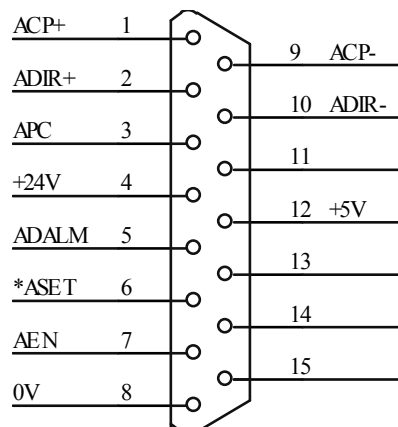 ACP+ 1
9 ACP-
ADIR+ 2
10 ADIR-
APC 3
11
+24V 4
12 +5V
ADALM 5
13
*ASET 6
14
AEN 7
15
0V 8